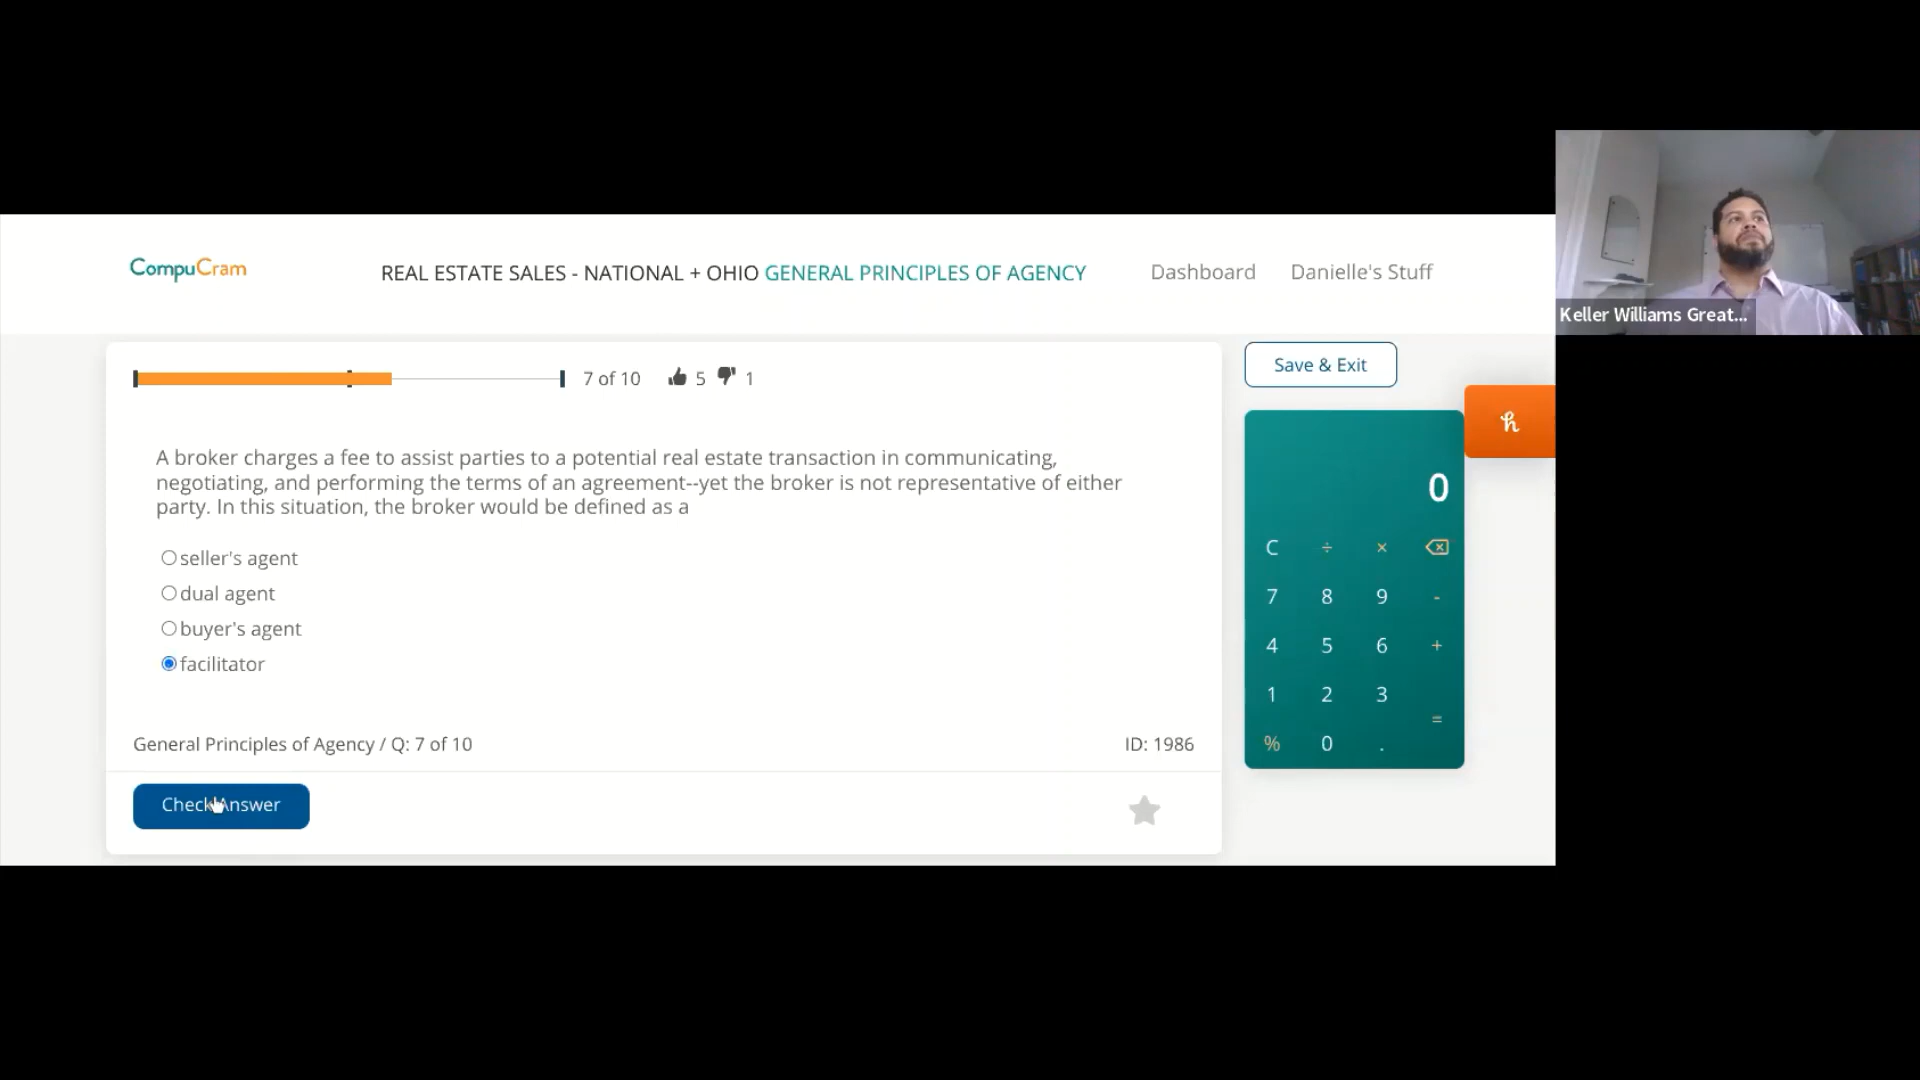 CompuCram
REAL ESTATE SALES - NATIONAL + OHIO GENERAL PRINCIPLES OF AGENCY
Dashboard
Danielle's Stuff
Keller Williams Great...
7 of 10
5
1
Save & Exit
A broker charges a fee to assist parties to a potential real estate transaction in communicating,
negotiating, and performing the terms of an agreement--yet the broker is not representative of either
party. In this situation, the broker would be defined as a
seller's agent
dual agent
buyer's agent
facilitator
General Principles of Agency / Q: 7 of 10
ID: 1986
Check Answer
h
0
C ÷ ×
7 8 9 -
4 5 6 +
1 2 3
=
% 0 .